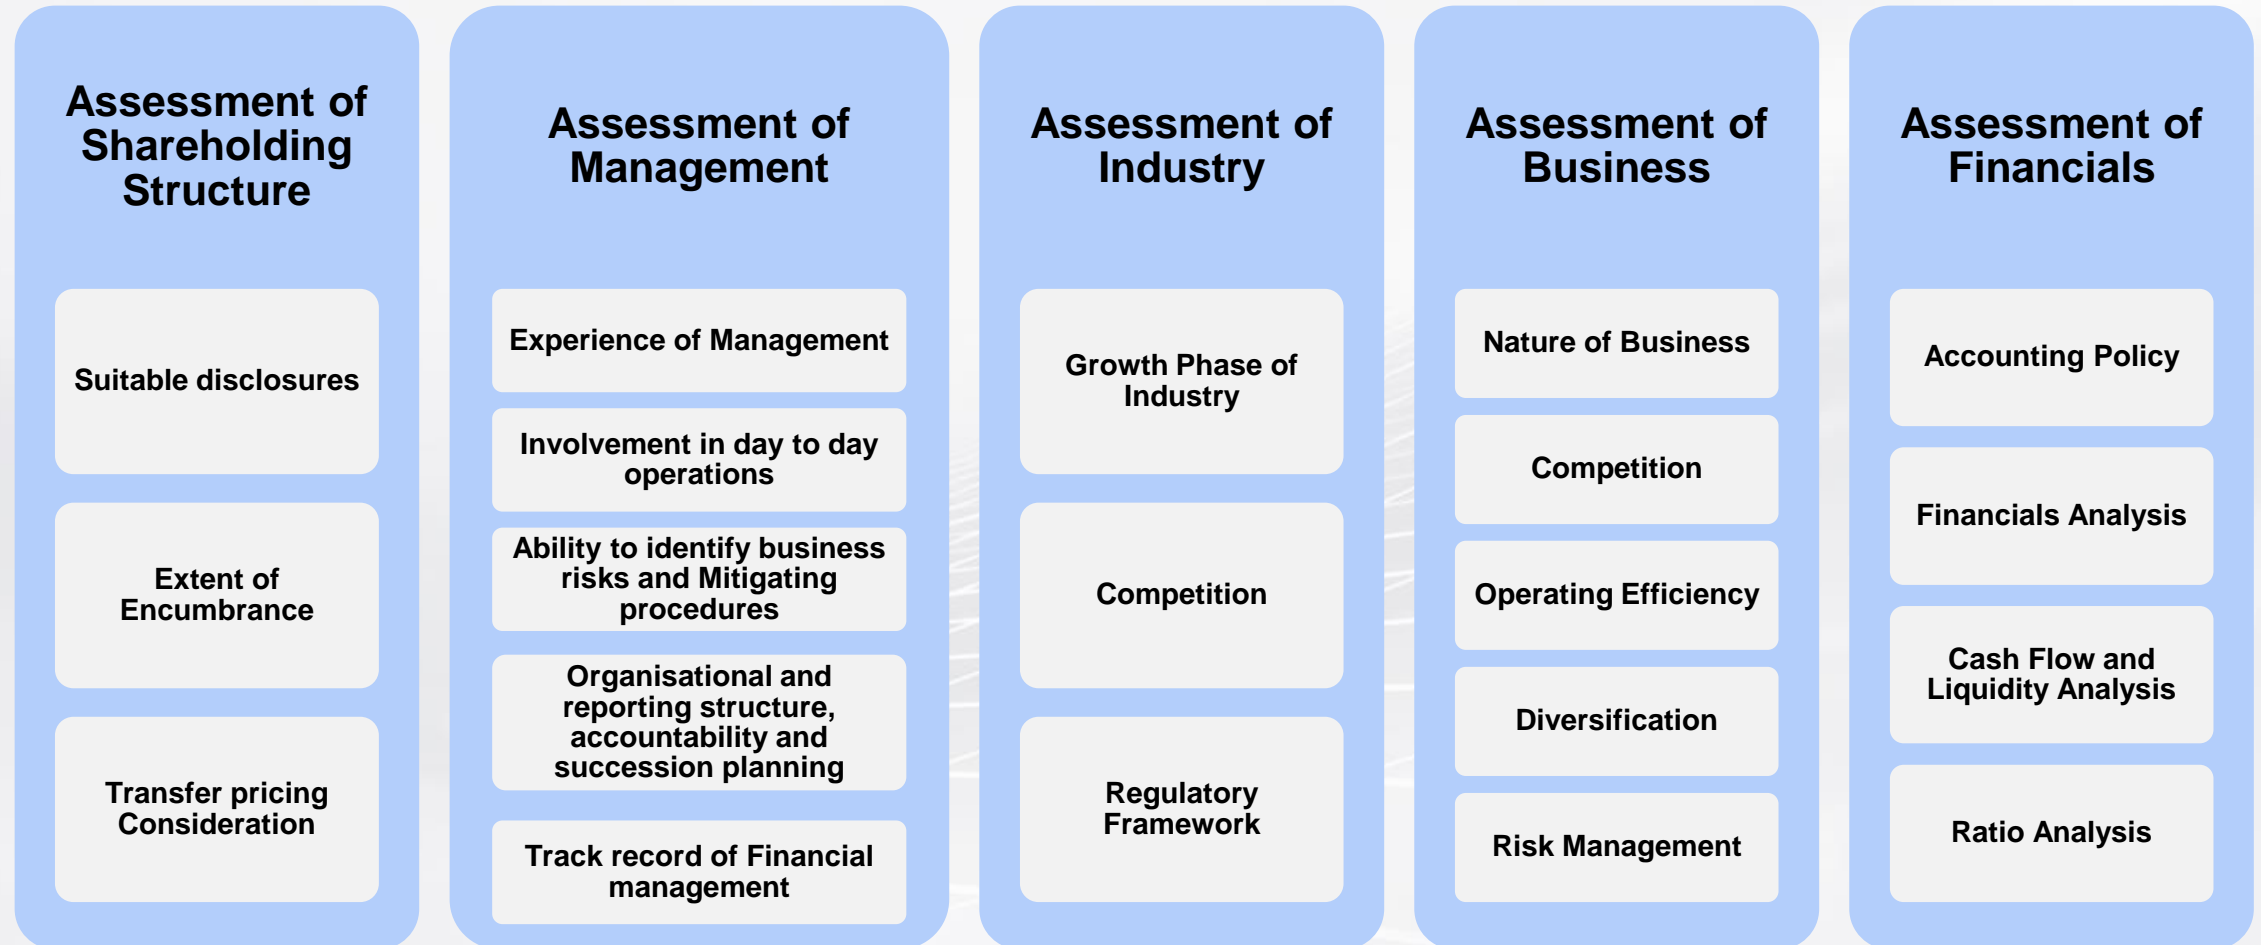 Assessment of
Shareholding
Structure
Suitable disclosures
Extent of
Encumbrance
Transfer pricing
Consideration
Assessment of
Management
Experience of Management
Involvement in day to day
operations
Ability to identify business
risks and Mitigating
procedures
Organisational and
reporting structure,
accountability and
succession planning
Track record of Financial
management
Assessment of
Industry
Growth Phase of
Industry
Competition
Regulatory
Framework
Assessment of
Business
Nature of Business
Competition
Operating Efficiency
Diversification
Risk Management
Assessment of
Financials
Accounting Policy
Financials Analysis
Cash Flow and
Liquidity Analysis
Ratio Analysis